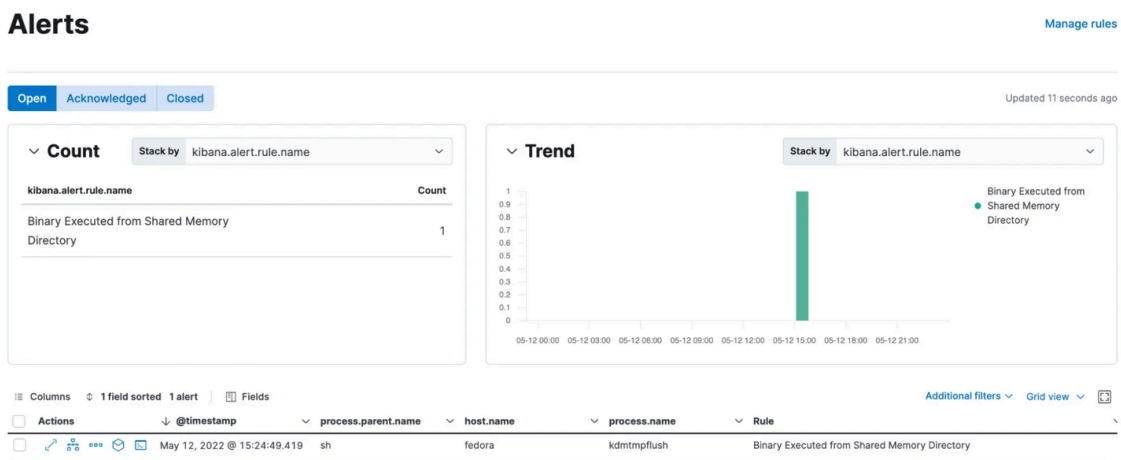 Alerts
Manage rules
Open Acknowledged Closed
Updated 11 seconds ago
Count
Stack by kibana.alert.rule.name
kibana.alert.rule.name Count
Binary Executed from Shared Memory
Directory
1
Trend
Stack by kibana.alert.rule.name
1
0.9
0.8
0.7
0.6
0.5
0.4
0.3
0.2
0.1
0
05-12 00:00 05-12 03:00 05-12 06:00 05-12 09:00 05-12 12:00 05-12 15:00 05-12 18:00 05-12 21:00
Binary Executed from
Shared Memory
Directory
Columns 1 field sorted 1 alert Fields
Additional filters Grid view
Actions @timestamp process.parent.name host.name process.name Rule
May 12, 2022 @ 15:24:49.419 sh fedora kdmtmpflush Binary Executed from Shared Memory Directory